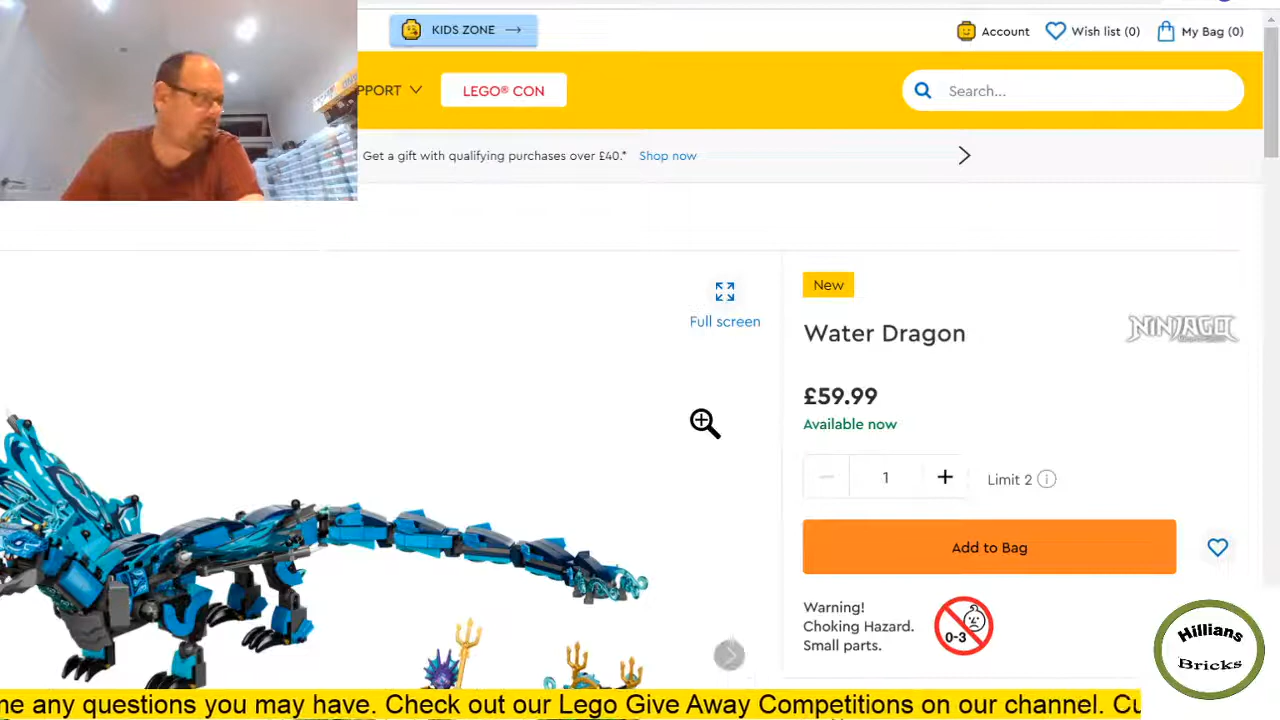 KIDS ZONE →
Account
Wish list (0)
My Bag (0)
PPORT
LEGO® CON
Search...
Get a gift with qualifying purchases over £40.* Shop now
Full screen
New
Water Dragon
NINJAGO
£59.99
Available now
1
Limit 2
Add to Bag
Warning!
Choking Hazard.
Small parts.
0-3
Hillians
Bricks
me any questions you may have. Check out our Lego Give Away Competitions on our channel. Cu